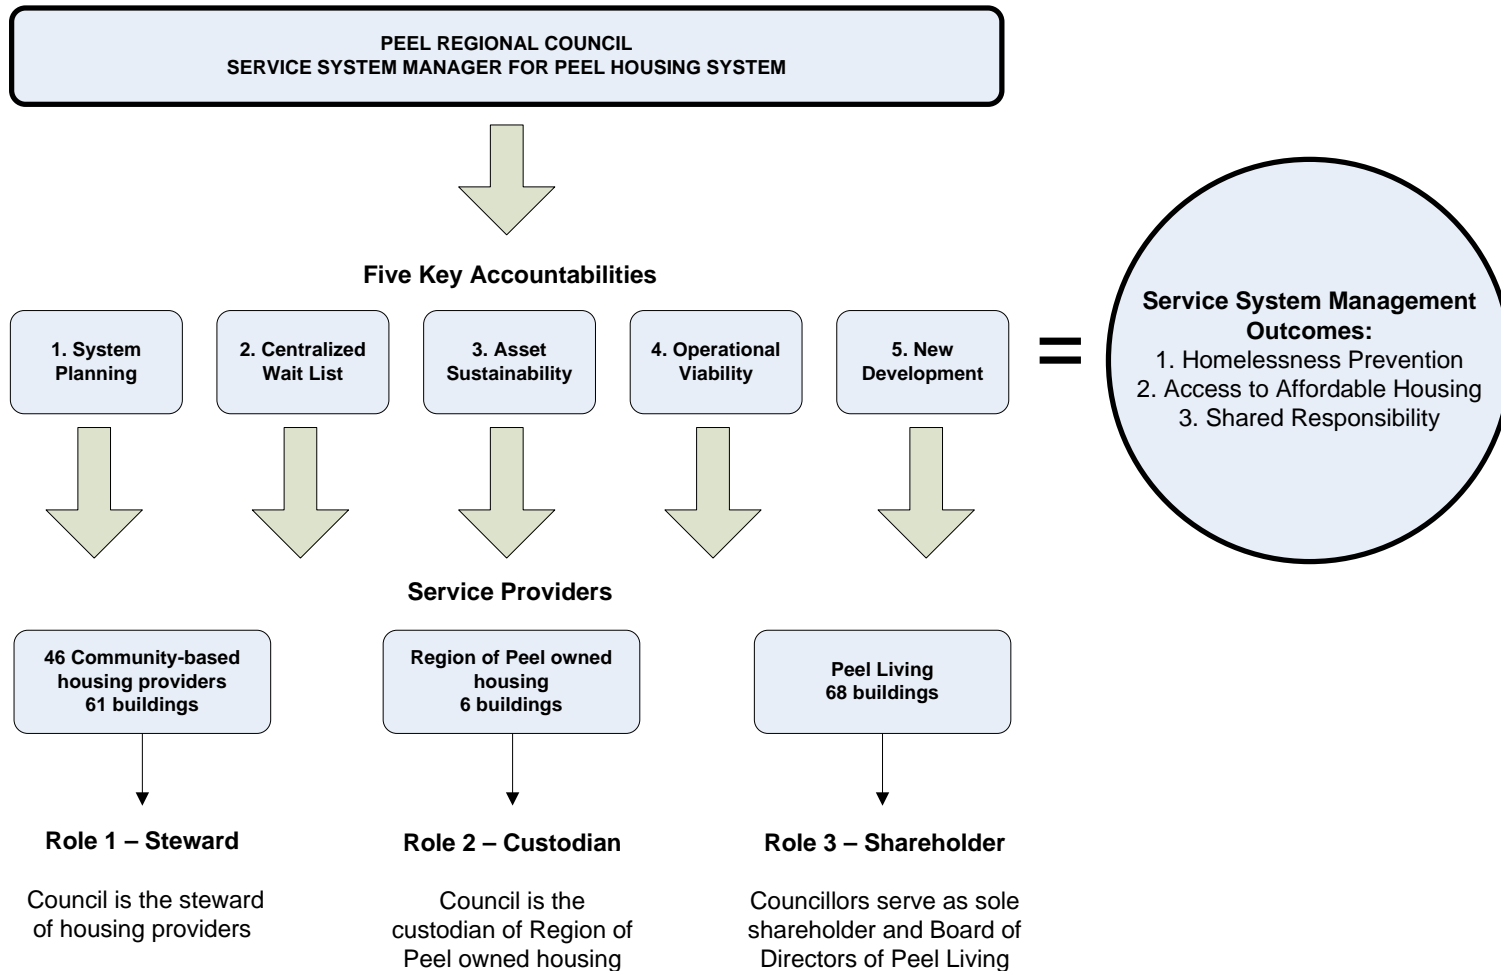 PEEL REGIONAL COUNCIL
SERVICE SYSTEM MANAGER FOR PEEL HOUSING SYSTEM
Five Key Accountabilities
1. System
Planning
2. Centralized
Wait List
3. Asset
Sustainability
4. Operational
Viability
5. New
Development
=
Service System Management
Outcomes:
1. Homelessness Prevention
2. Access to Affordable Housing
3. Shared Responsibility
Service Providers
46 Community-based
housing providers
61 buildings
Region of Peel owned
housing
6 buildings
Peel Living
68 buildings
Role 1 – Steward
Council is the steward
of housing providers
Role 2 – Custodian
Council is the
custodian of Region of
Peel owned housing
Role 3 – Shareholder
Councillors serve as sole
shareholder and Board of
Directors of Peel Living